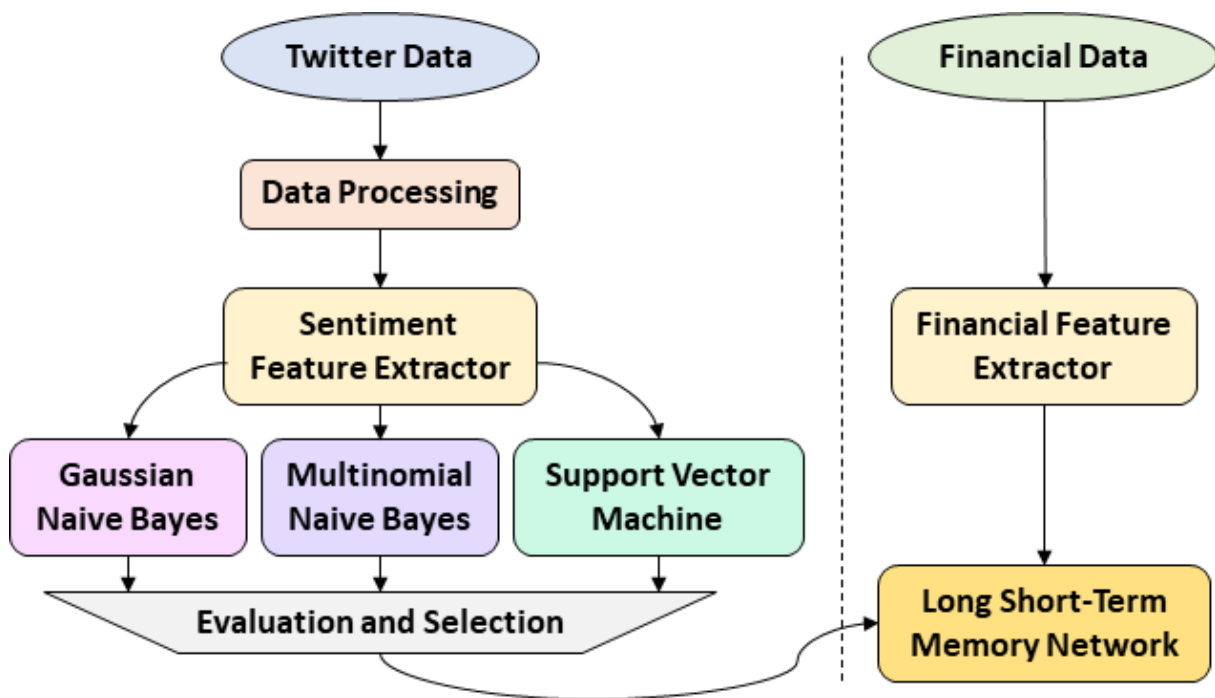 Twitter Data
Financial Data
Data Processing
Sentiment
Feature Extractor
Financial Feature
Extractor
Gaussian
Naive Bayes
Multinomial
Naive Bayes
Support Vector
Machine
Evaluation and Selection
Long Short-Term
Memory Network